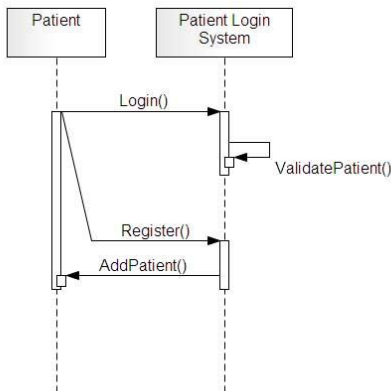 Patient
Patient Login
System
Login()
ValidatePatient()
Register()
AddPatient()